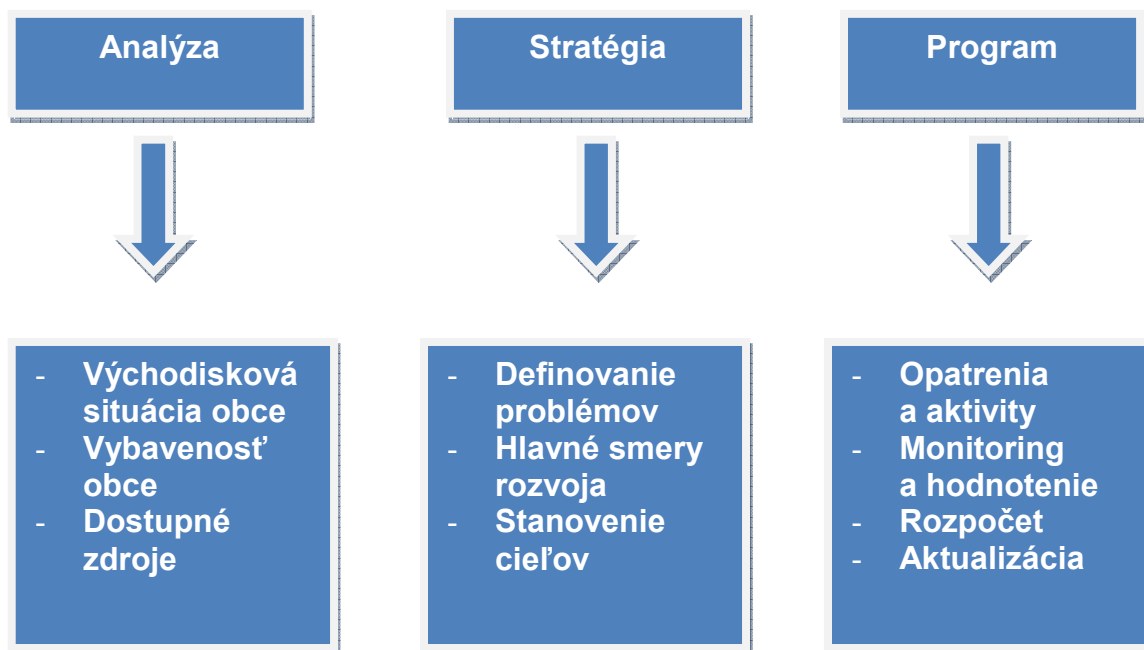 Analýza
Stratégia
Program
- Východisková
situácia obce
- Vybavenosť
obce
- Dostupné
zdroje
- Definovanie
problémov
- Hlavné smery
rozvoja
- Stanovenie
cieľov
- Opatrenia
a aktivity
- Monitoring
a hodnotenie
- Rozpočet
- Aktualizácia